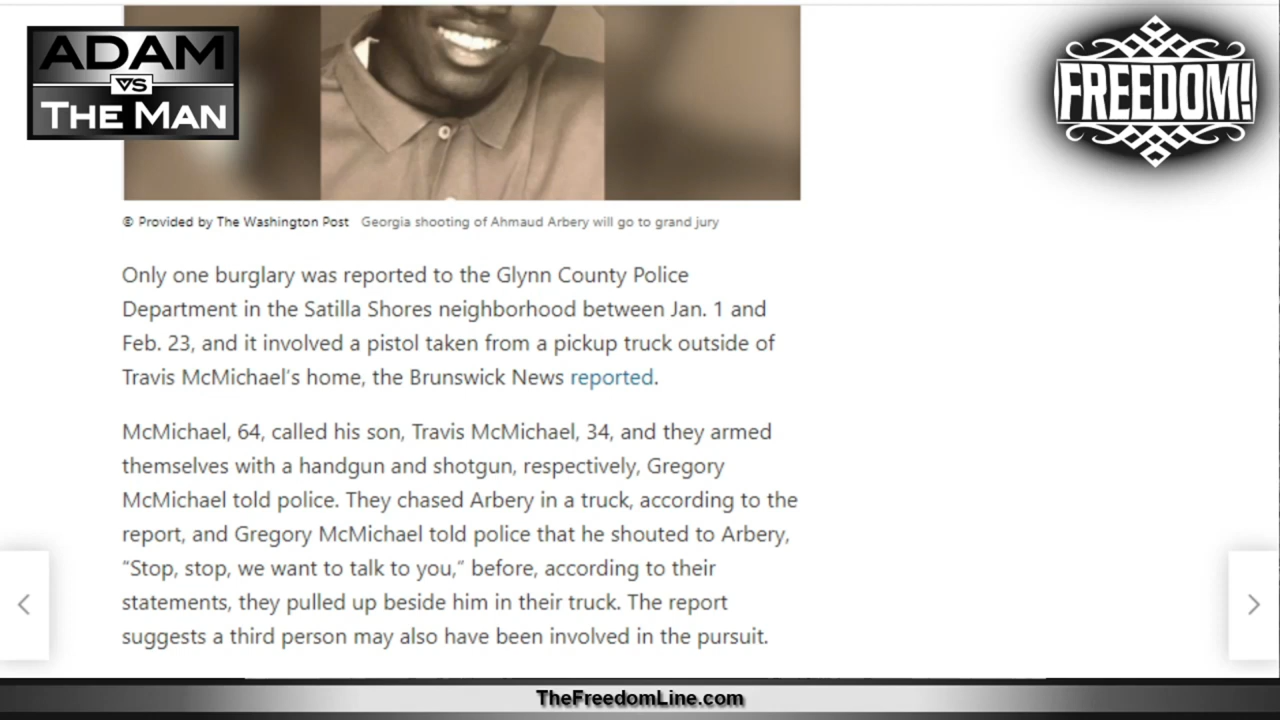 ADAM
VS
THE MAN
FREEDOM!
© Provided by The Washington Post Georgia shooting of Ahmaud Arbery will go to grand jury
Only one burglary was reported to the Glynn County Police
Department in the Satilla Shores neighborhood between Jan. 1 and
Feb. 23, and it involved a pistol taken from a pickup truck outside of
Travis McMichael's home, the Brunswick News reported.
McMichael, 64, called his son, Travis McMichael, 34, and they armed
themselves with a handgun and shotgun, respectively, Gregory
McMichael told police. They chased Arbery in a truck, according to the
report, and Gregory McMichael told police that he shouted to Arbery,
“Stop, stop, we want to talk to you,” before, according to their
statements, they pulled up beside him in their truck. The report
suggests a third person may also have been involved in the pursuit.
TheFreedomLine.com